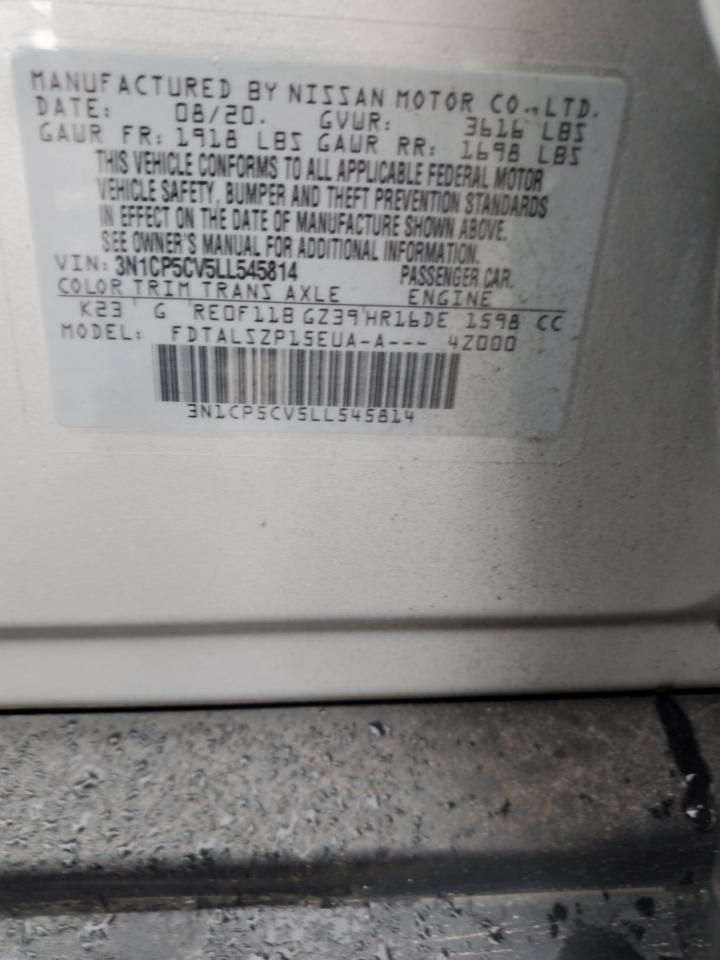 MANUFACTURED BY NISSAN MOTOR CO., LTD.
DATE: 08/20. GVWR: 3616 LBS
GAWR FR: 1918 LBS GAWR RR: 1698 LBS
THIS VEHICLE CONFORMS TO ALL APPLICABLE FEDERAL MOTOR
VEHICLE SAFETY, BUMPER AND THEFT PREVENTION STANDARDS
IN EFFECT ON THE DATE OF MANUFACTURE SHOWN ABOVE.
SEE OWNER'S MANUAL FOR ADDITIONAL INFORMATION.
VIN: 3N1CP5CV5LL545814 PASSENGER CAR.
COLOR TRIM TRANS AXLE ENGINE
K23 G RE0F11B GZ39 HR16DE 1598 CC
MODEL: FDTALSZP15EUA-A--- 4Z000
3N1CP5CV5LL545814